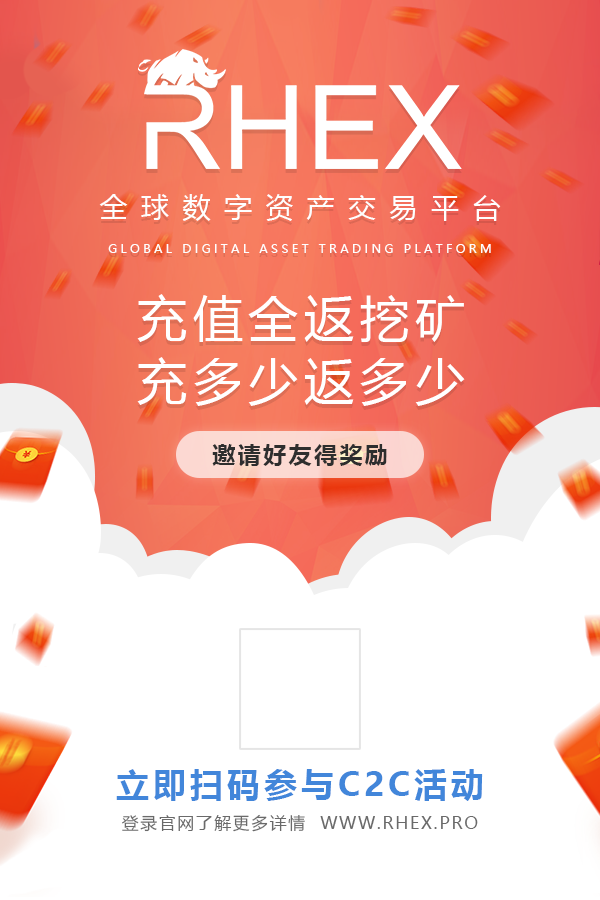 RHEX
全球数字资产交易平台
GLOBAL DIGITAL ASSET TRADING PLATFORM
充值全返挖矿
充多少返多少
邀请好友得奖励
立即扫码参与C2C活动
登录官网了解更多详情 WWW.RHEX.PRO